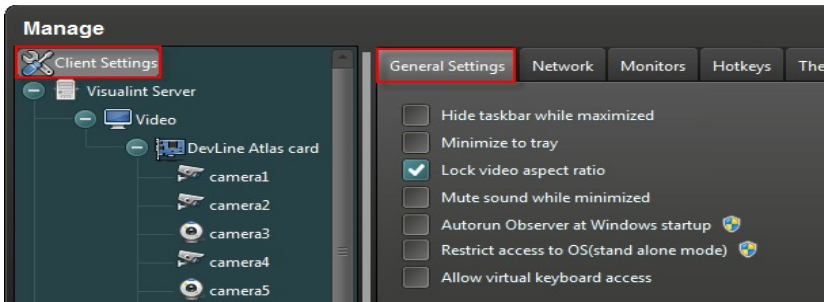 Manage
Client Settings
Visualint Server
Video
DevLine Atlas card
camera1
camera2
camera3
camera4
camera5
General Settings
Network
Monitors
Hotkeys
The
Hide taskbar while maximized
Minimize to tray
Lock video aspect ratio
Mute sound while minimized
Autorun Observer at Windows startup
Restrict access to OS(stand alone mode)
Allow virtual keyboard access